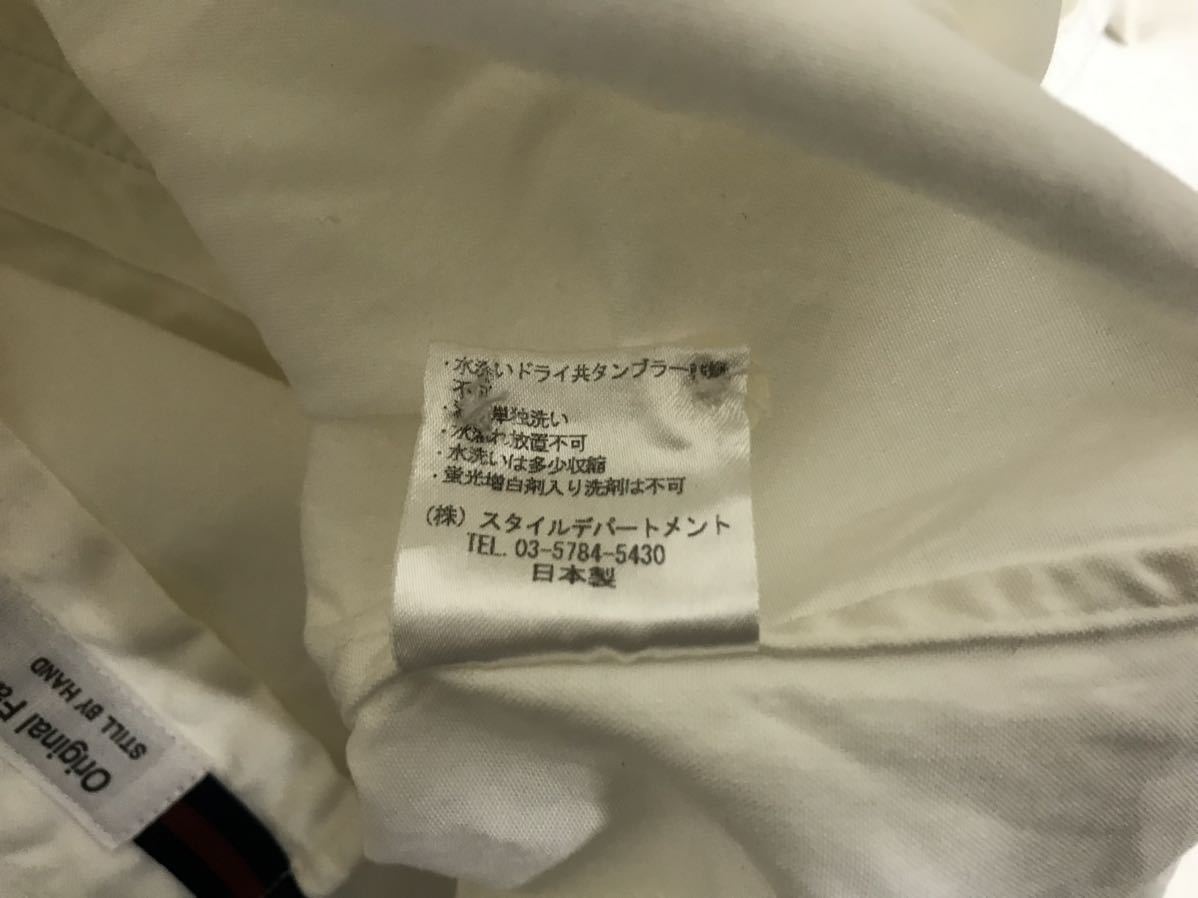 ・水洗いドライ共タンブラー
不可
単独洗い
・水濡れ放置不可
・水洗いは多少収縮
・蛍光増白剤入り洗剤は不可
(株) スタイルデパートメント
TEL. 03-5784-5430
日本製
Original
STILL BY HAND